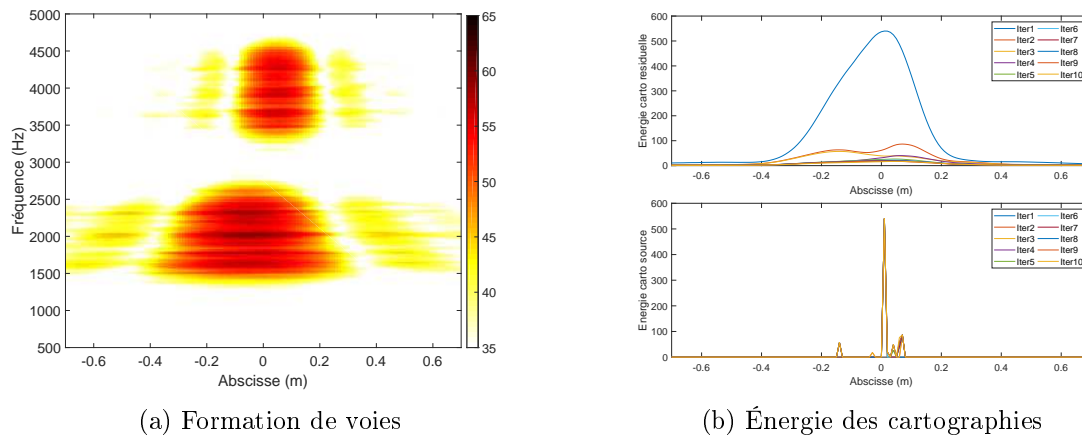 5000
4500
4000
3500
3000
2500
2000
1500
1000
500
Fréquence (Hz)
-0.6 -0.4 -0.2 0 0.2 0.4 0.6
Abscisse (m)
65
60
55
50
45
40
35
(a) Formation de voies
600
500
400
300
200
100
0
Energie carto residuelle
-0.6 -0.4 -0.2 0 0.2 0.4 0.6
Abscisse (m)
Iter1 Iter6
Iter2 Iter7
Iter3 Iter8
Iter4 Iter9
Iter5 Iter10
600
500
400
300
200
100
0
Energie carto source
-0.6 -0.4 -0.2 0 0.2 0.4 0.6
Abscisse (m)
Iter1 Iter6
Iter2 Iter7
Iter3 Iter8
Iter4 Iter9
Iter5 Iter10
(b) Énergie des cartographies